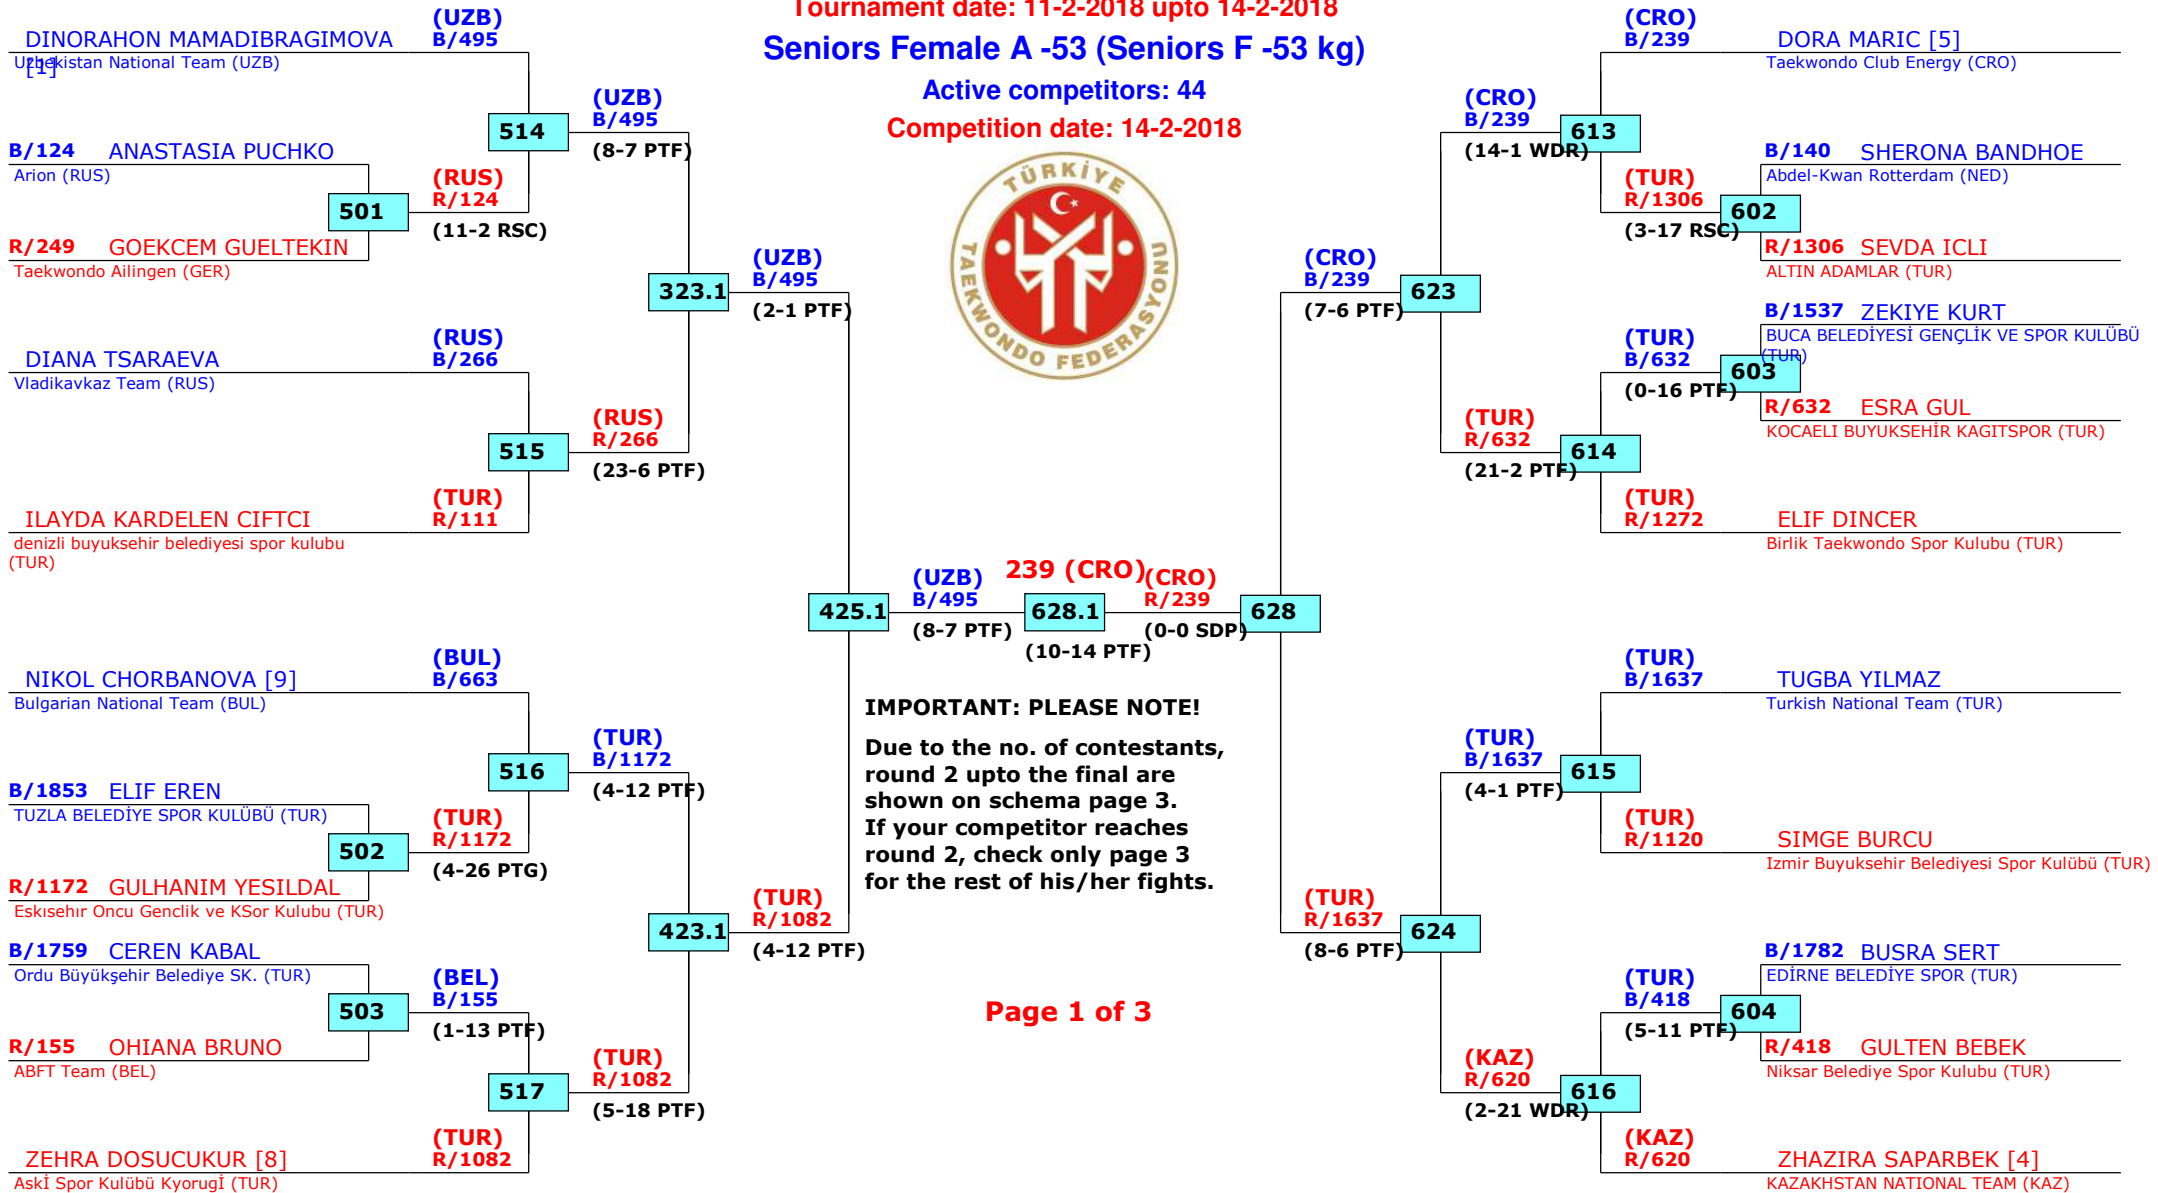 Tournament date: 11-2-2018 upto 14-2-2018
Seniors Female A -53 (Seniors F -53 kg)
Active competitors: 44
Competition date: 14-2-2018
TÜRKİYE
TAEKWONDO FEDERASYONU
DINORAHON MAMADIBRAGIMOVA
[1]
Uzbekistan National Team (UZB)
(UZB)
B/495
514
(UZB)
B/495
(8-7 PTF)
B/124 ANASTASIA PUCHKO
Arion (RUS)
501
(RUS)
R/124
(11-2 RSC)
R/249 GOEKCEM GUELTEKIN
Taekwondo Ailingen (GER)
323.1
(UZB)
B/495
(2-1 PTF)
DIANA TSARAEVA
Vladikavkaz Team (RUS)
(RUS)
B/266
515
(RUS)
R/266
(23-6 PTF)
ILAYDA KARDELEN CIFTCI
denizli buyuksehir belediyesi spor kulubu
(TUR)
(TUR)
R/111
425.1
(UZB)
B/495
(8-7 PTF)
239 (CRO)
628.1
(10-14 PTF)
(CRO)
R/239
(0-0 SDP)
628
NIKOL CHORBANOVA [9]
Bulgarian National Team (BUL)
(BUL)
B/663
516
(TUR)
B/1172
(4-12 PTF)
B/1853 ELIF EREN
TUZLA BELEDİYE SPOR KULÜBÜ (TUR)
502
(TUR)
R/1172
(4-26 PTG)
R/1172 GULHANIM YESILDAL
Eskısehır Oncu Genclik ve KSor Kulubu (TUR)
423.1
(TUR)
R/1082
(4-12 PTF)
B/1759 CEREN KABAL
Ordu Büyükşehir Belediye SK. (TUR)
503
(BEL)
B/155
(1-13 PTF)
R/155 OHIANA BRUNO
ABFT Team (BEL)
517
(TUR)
R/1082
(5-18 PTF)
ZEHRA DOSUCUKUR [8]
Askİ Spor Kulübü Kyorugİ (TUR)
(TUR)
R/1082
IMPORTANT: PLEASE NOTE!
Due to the no. of contestants,
round 2 upto the final are
shown on schema page 3.
If your competitor reaches
round 2, check only page 3
for the rest of his/her fights.
Page 1 of 3
(CRO)
B/239
DORA MARIC [5]
Taekwondo Club Energy (CRO)
(CRO)
B/239
(14-1 WDR)
613
B/140 SHERONA BANDHOE
Abdel-Kwan Rotterdam (NED)
(TUR)
R/1306
(3-17 RSC)
602
R/1306 SEVDA ICLI
ALTIN ADAMLAR (TUR)
(CRO)
B/239
(7-6 PTF)
623
B/1537 ZEKIYE KURT
BUCA BELEDİYESİ GENÇLİK VE SPOR KULÜBÜ
(TUR)
(TUR)
B/632
(0-16 PTF)
603
R/632 ESRA GUL
KOCAELI BUYUKSEHİR KAGITSPOR (TUR)
(TUR)
R/632
(21-2 PTF)
614
(TUR)
R/1272
ELIF DINCER
Birlik Taekwondo Spor Kulubu (TUR)
(TUR)
B/1637
TUGBA YILMAZ
Turkish National Team (TUR)
(TUR)
B/1637
(4-1 PTF)
615
(TUR)
R/1120
SIMGE BURCU
Izmir Buyuksehir Belediyesi Spor Kulübü (TUR)
(TUR)
R/1637
(8-6 PTF)
624
B/1782 BUSRA SERT
EDİRNE BELEDİYE SPOR (TUR)
(TUR)
B/418
(5-11 PTF)
604
R/418 GULTEN BEBEK
Niksar Belediye Spor Kulubu (TUR)
(KAZ)
R/620
(2-21 WDR)
616
(KAZ)
R/620
ZHAZIRA SAPARBEK [4]
KAZAKHSTAN NATIONAL TEAM (KAZ)